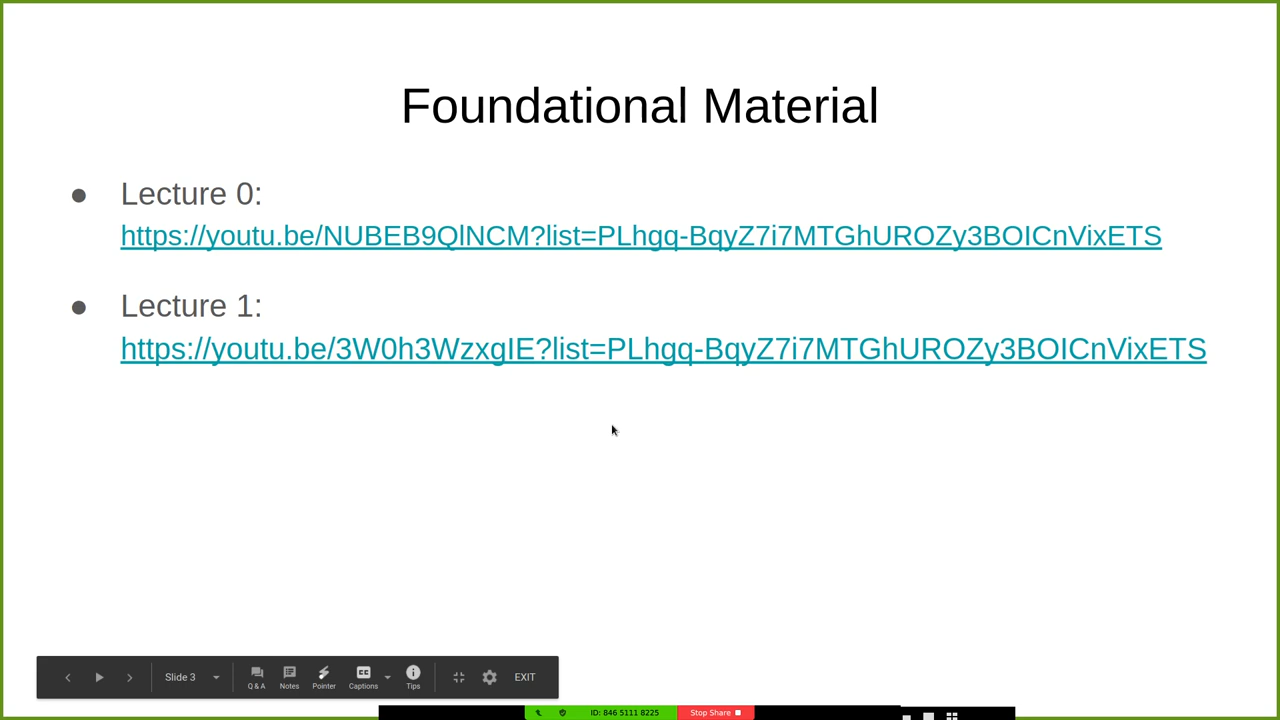 Foundational Material
● Lecture 0:
https://youtu.be/NUBEB9QlNCM?list=PLhgq-BqyZ7i7MTGhUROZy3BOICnVixETS
● Lecture 1:
https://youtu.be/3W0h3WzxgIE?list=PLhgq-BqyZ7i7MTGhUROZy3BOICnVixETS
Slide 3
Q & A
Notes
Pointer
CC
Captions
Tips
EXIT
ID: 846 5111 8225
Stop Share